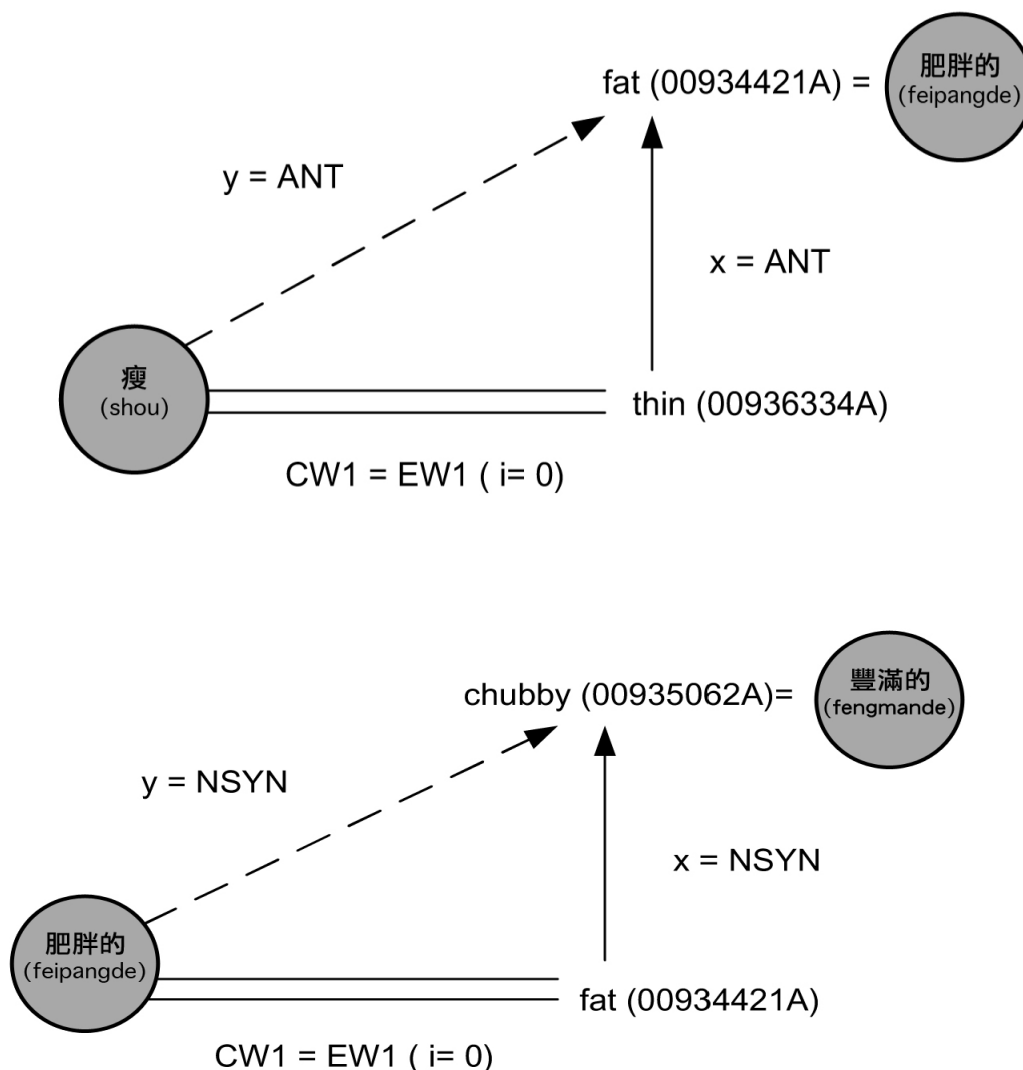 fat (00934421A) =
肥胖的
(feipangde)
y = ANT
x = ANT
瘦
(shou)
thin (00936334A)
CW1 = EW1 ( i= 0)
chubby (00935062A)=
豐滿的
(fengmande)
y = NSYN
x = NSYN
肥胖的
(feipangde)
fat (00934421A)
CW1 = EW1 ( i= 0)